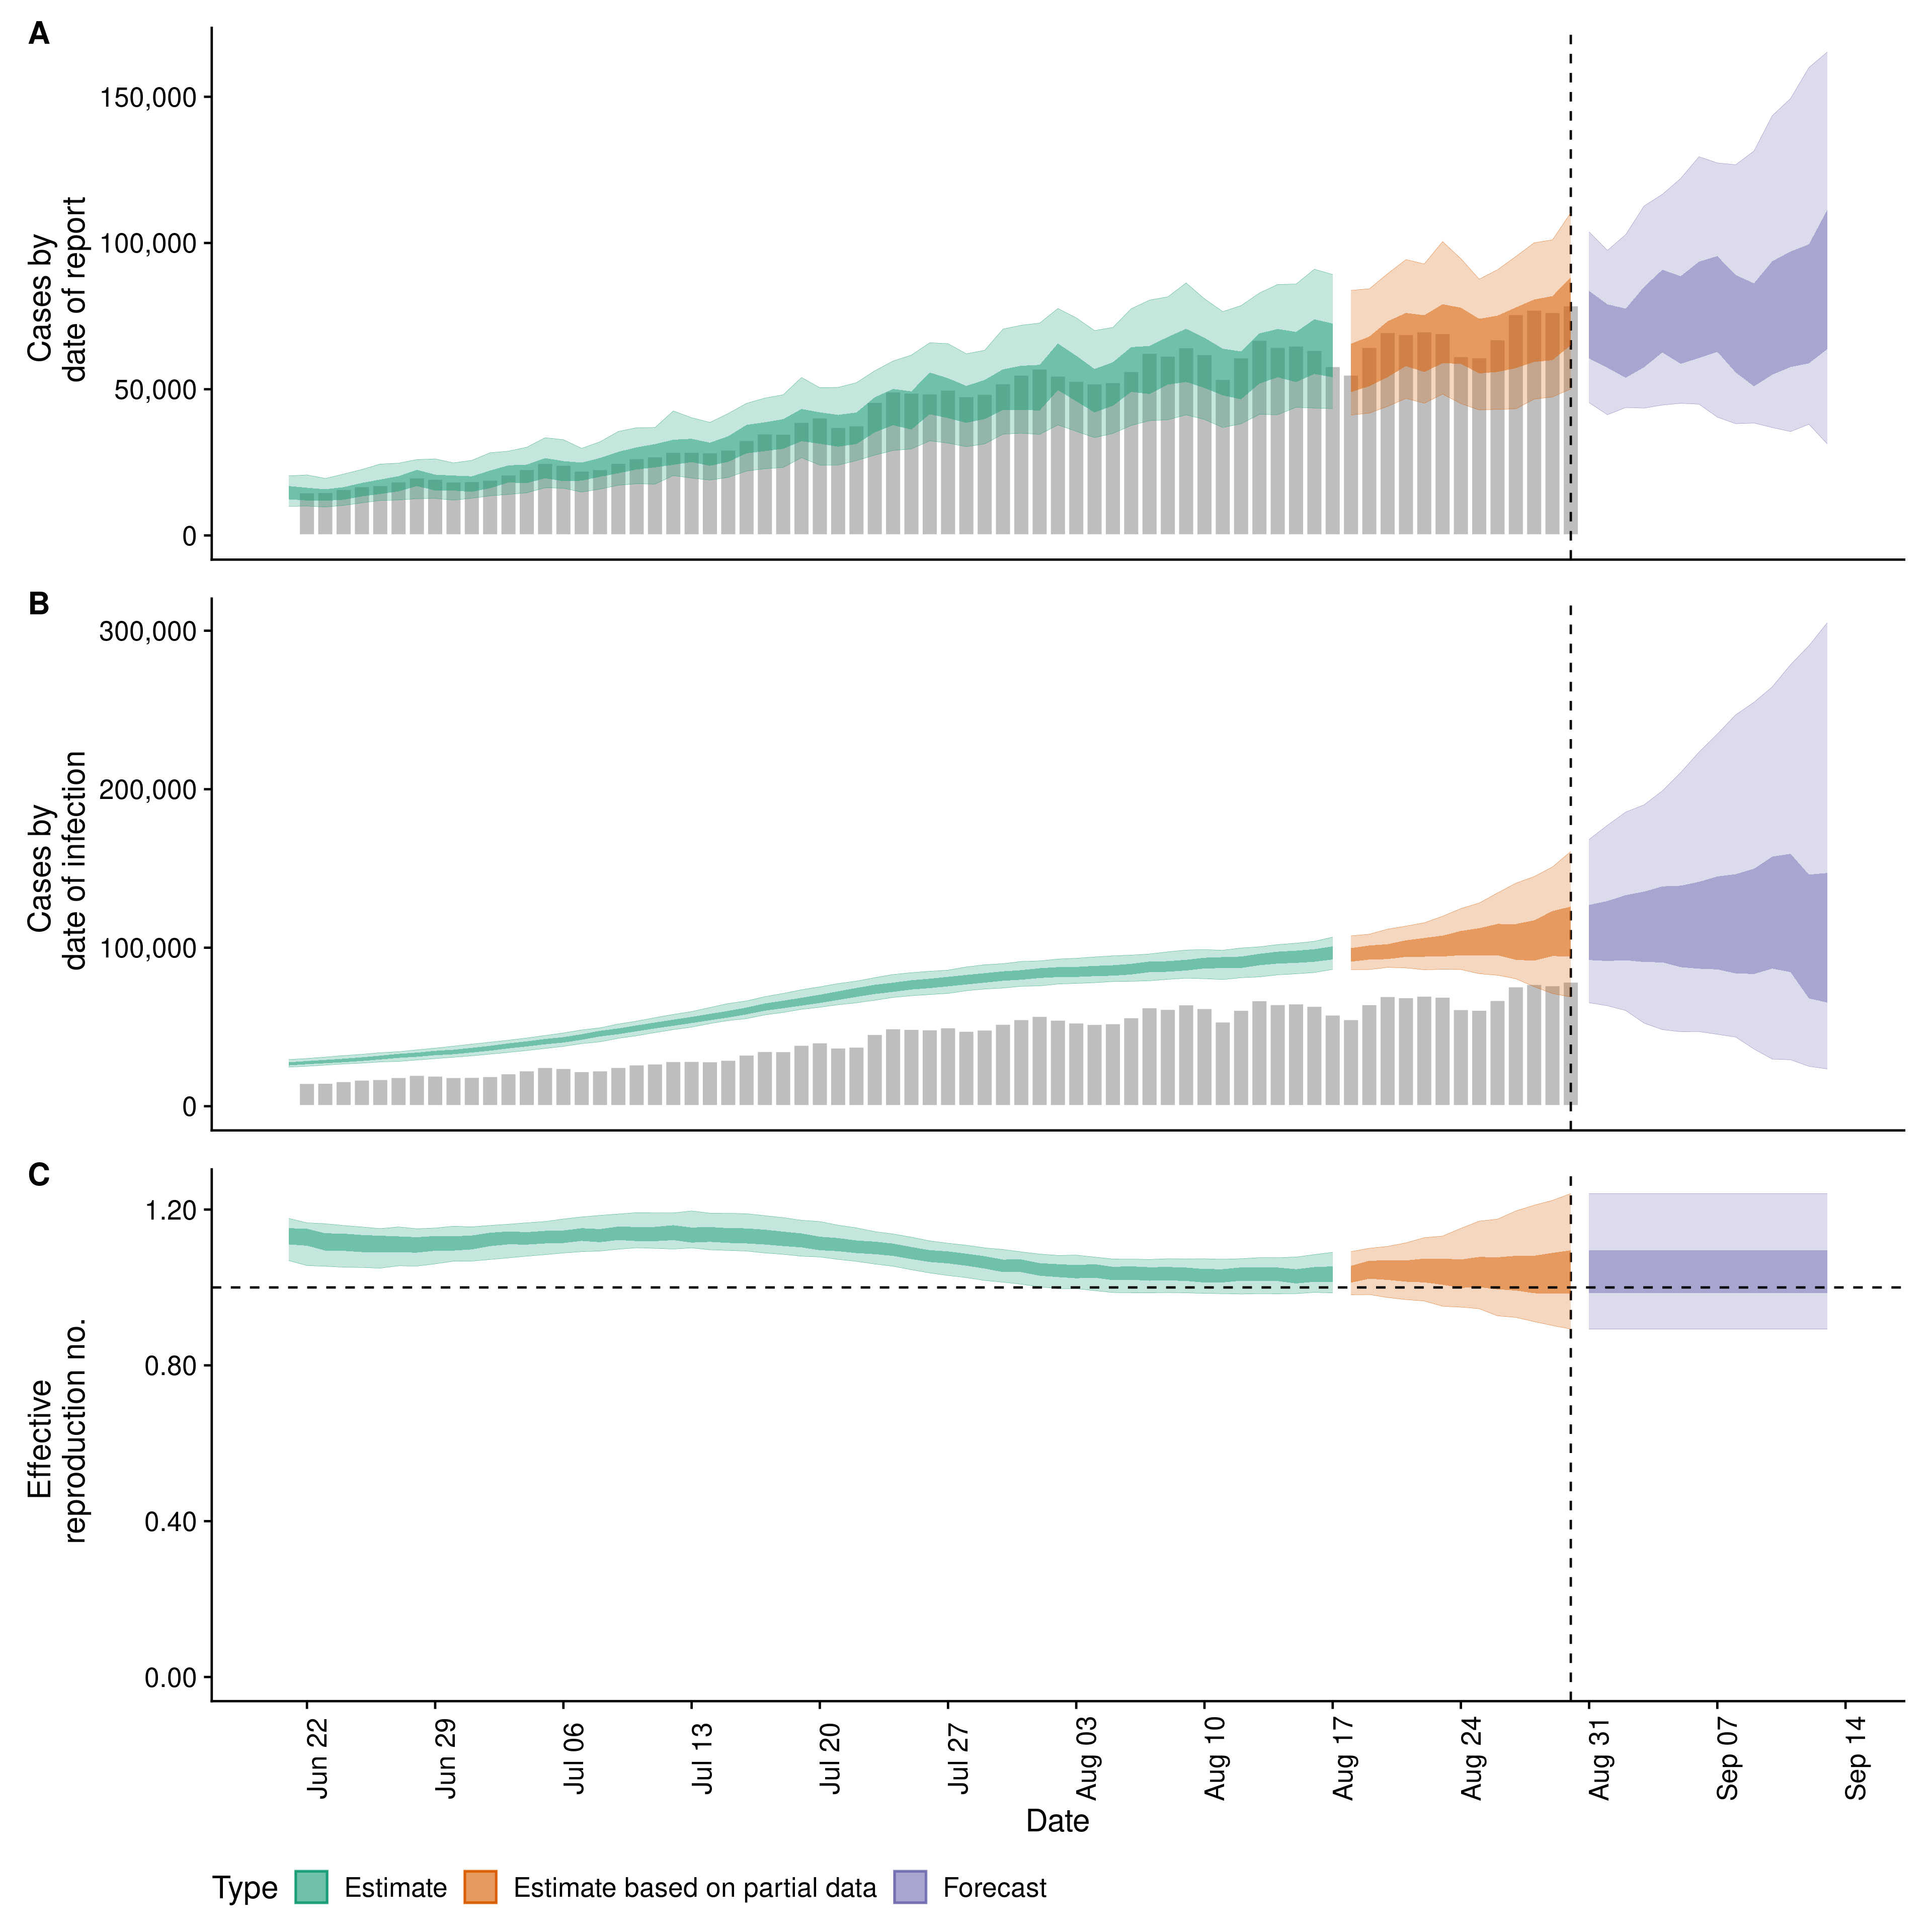 A
Cases by
date of report
150,000
100,000
50,000
0
B
Cases by
date of infection
300,000
200,000
100,000
0
C
Effective
reproduction no.
1.20
0.80
0.40
0.00
Jun 22
Jun 29
Jul 06
Jul 13
Jul 20
Jul 27
Aug 03
Aug 10
Aug 17
Aug 24
Aug 31
Sep 07
Sep 14
Date
Type Estimate Estimate based on partial data Forecast